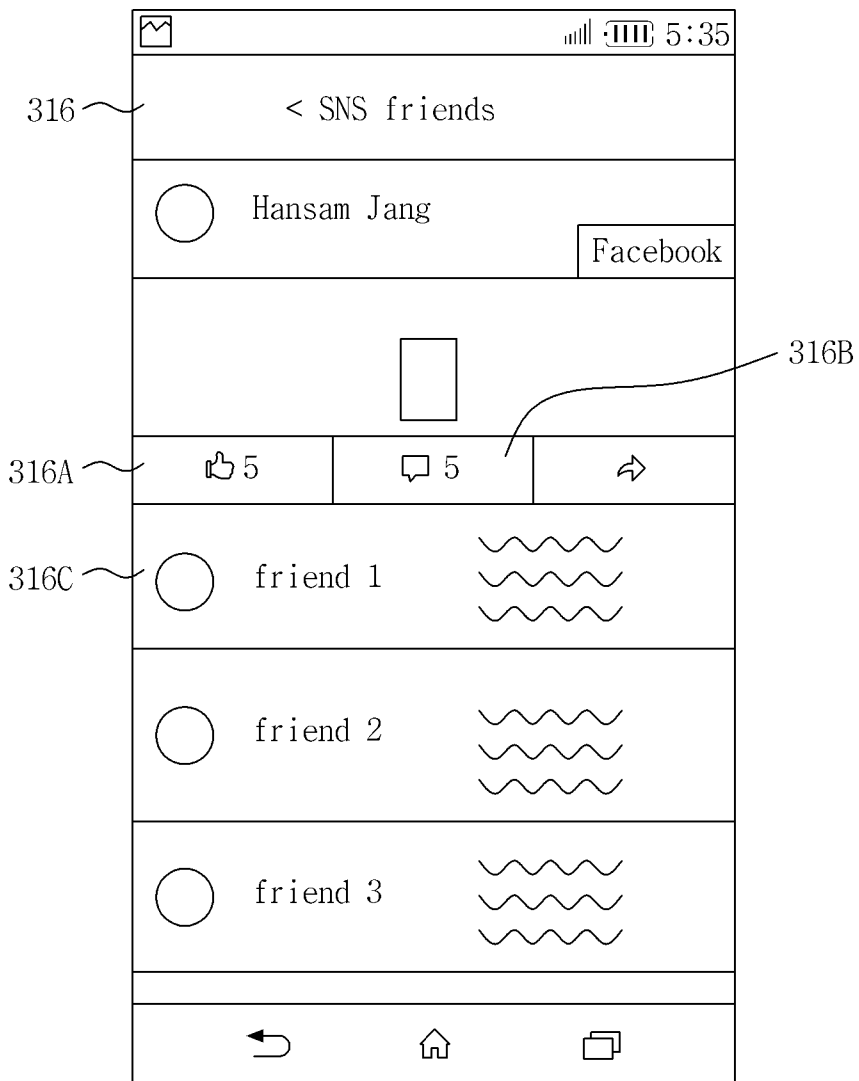 5:35
316
< SNS friends
Hansam Jang
Facebook
316B
316A
5
5
316C
friend 1
friend 2
friend 3